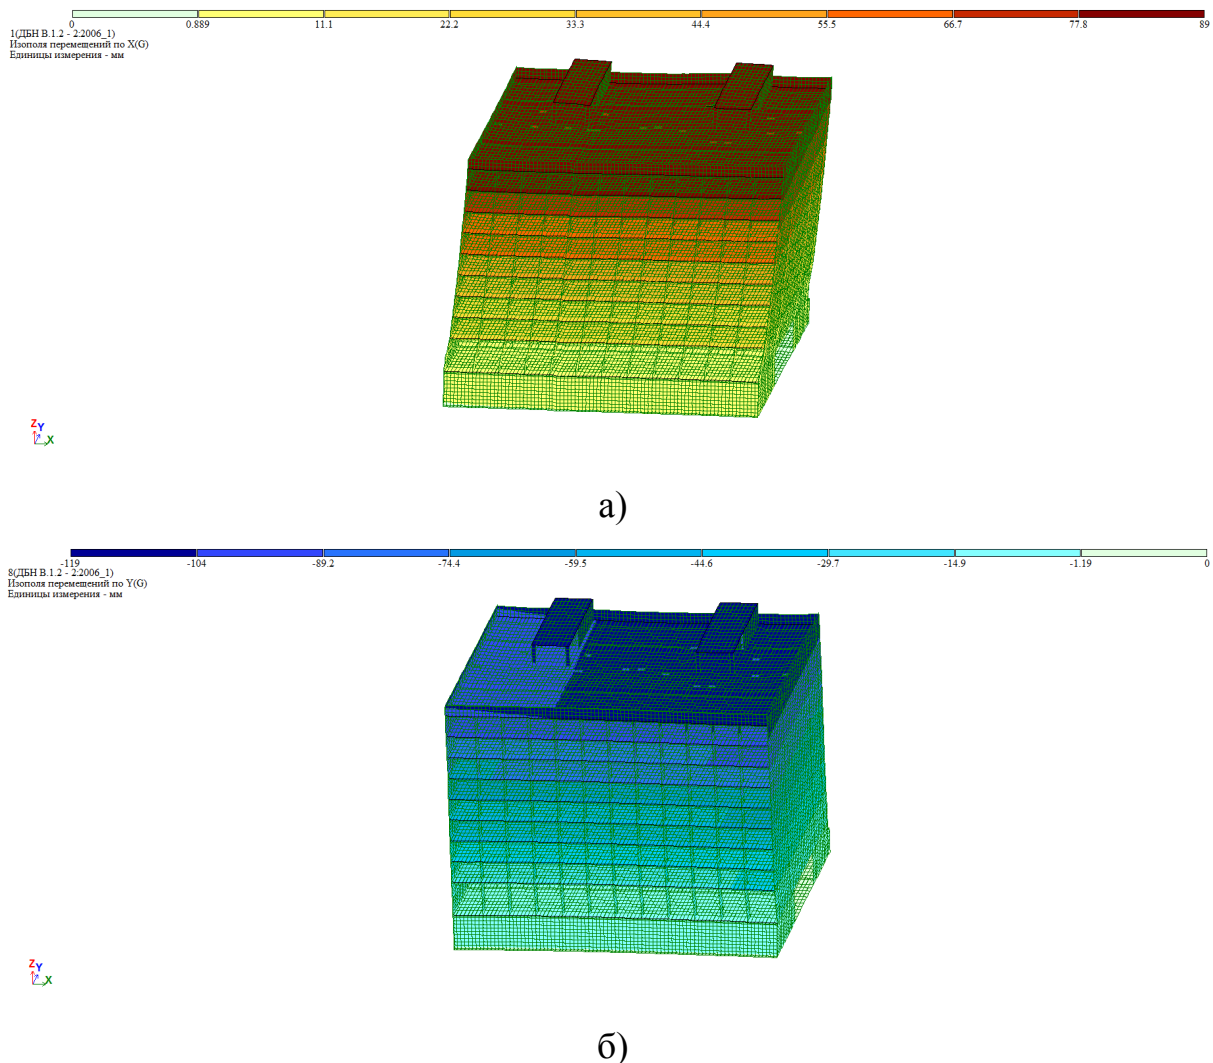 0 0.889 11.1 22.2 33.3 44.4 55.5 66.7 77.8 89
1(ДБН В.1.2 - 2:2006_1)
Изополя перемещений по X(G)
Единицы измерения - мм
Z
Y
X
а)
-119 -104 -89.2 -74.4 -59.5 -44.6 -29.7 -14.9 -1.19 0
8(ДБН В.1.2 - 2:2006_1)
Изополя перемещений по Y(G)
Единицы измерения - мм
Z
Y
X
б)